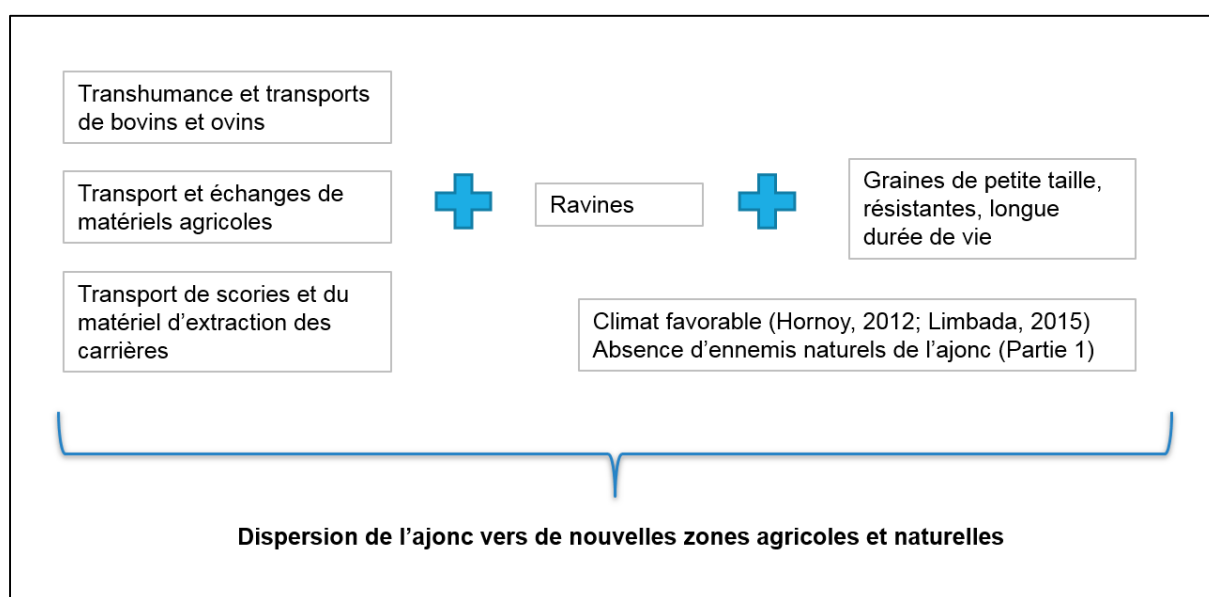 Transhumance et transports
de bovins et ovins
Transport et échanges de
matériels agricoles
Transport de scories et du
matériel d’extraction des
carrières
Ravines
Graines de petite taille,
résistantes, longue
durée de vie
Climat favorable (Hornoy, 2012; Limbada, 2015)
Absence d’ennemis naturels de l’ajonc (Partie 1)
Dispersion de l’ajonc vers de nouvelles zones agricoles et naturelles